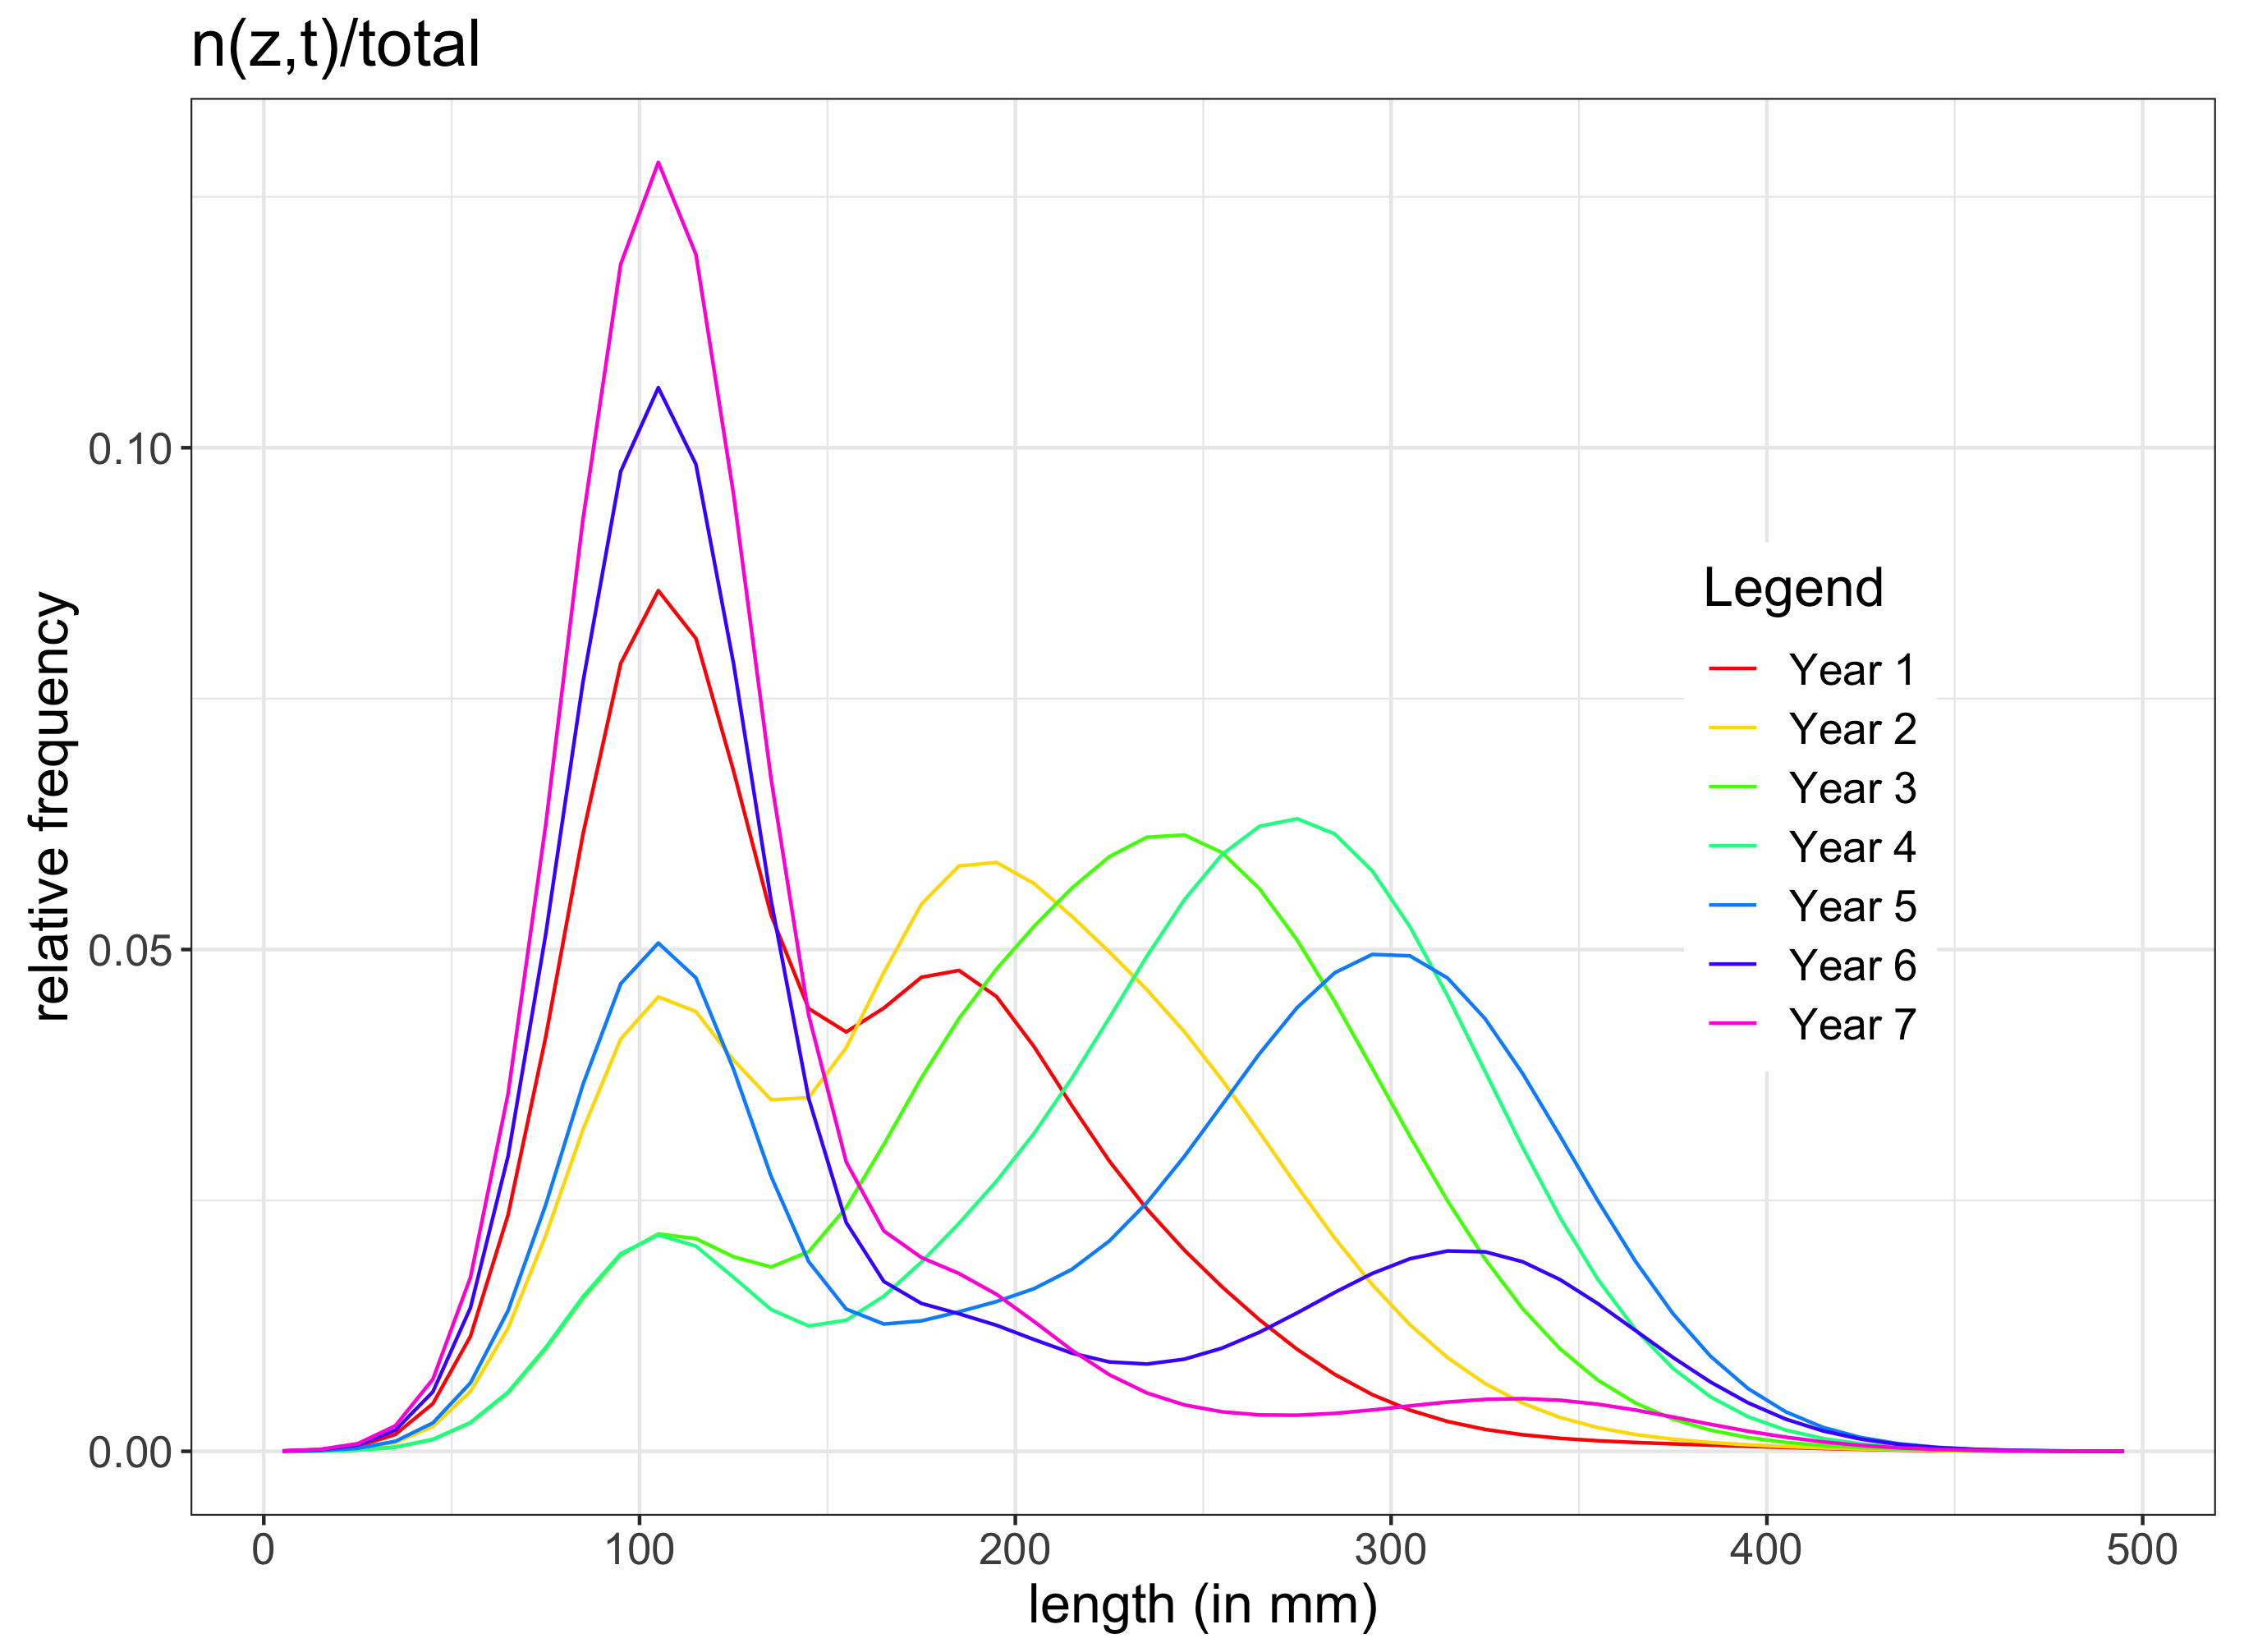 n(z,t)/total
relative frequency
0.10
0.05
0.00
Legend
Year 1
Year 2
Year 3
Year 4
Year 5
Year 6
Year 7
0 100 200 300 400 500
length (in mm)